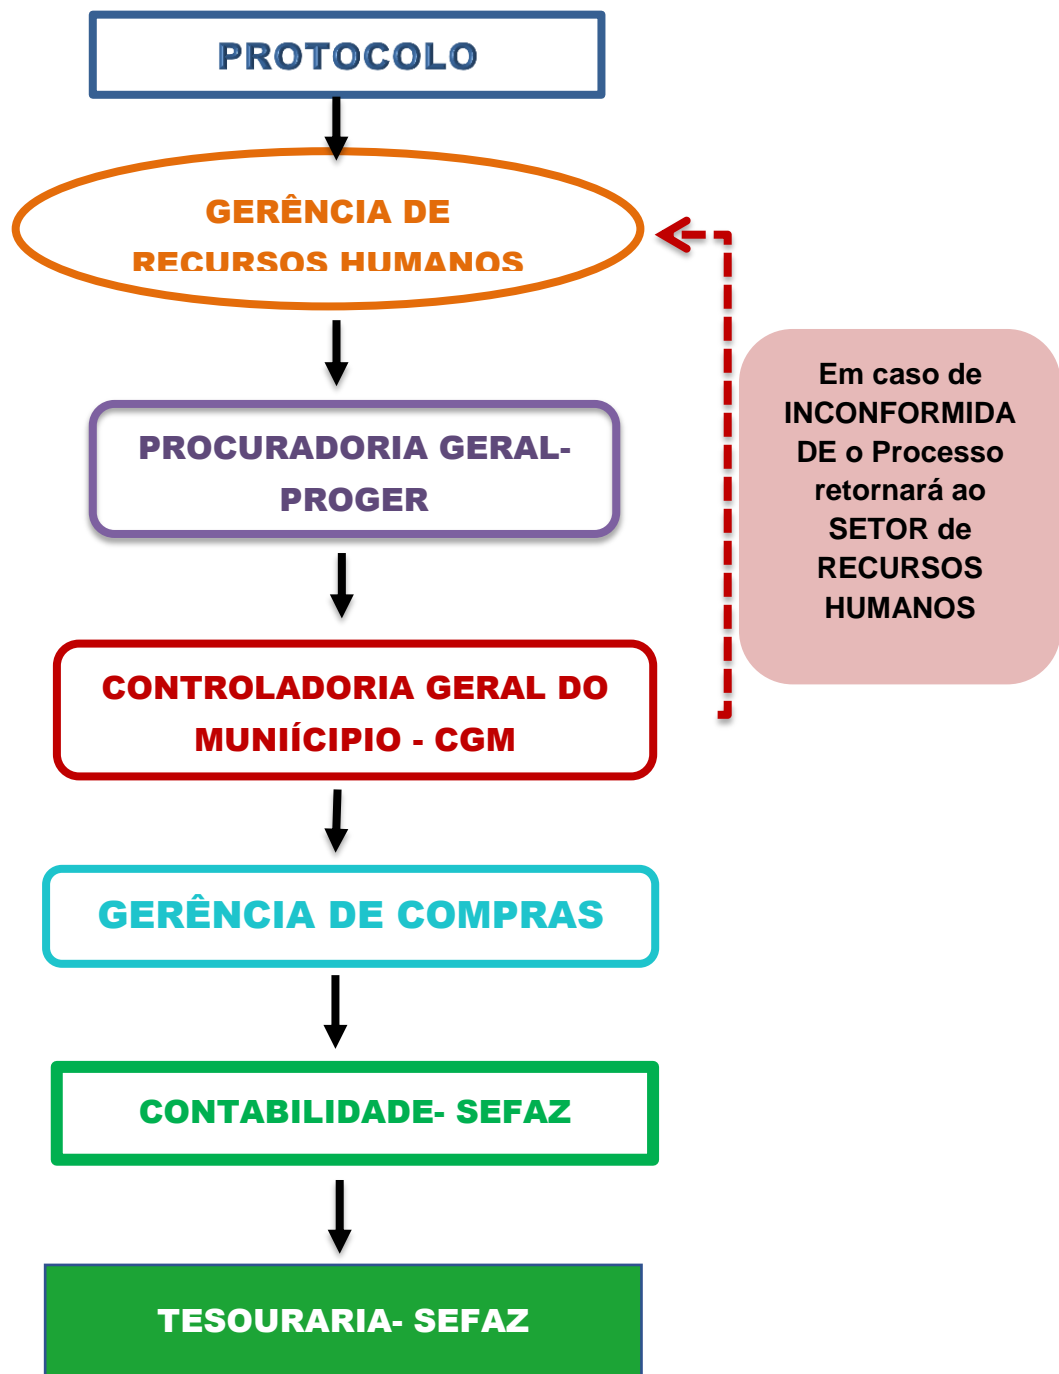 PROTOCOLO
GERÊNCIA DE
RECURSOS HUMANOS
PROCURADORIA GERAL-
PROGER
CONTROLADORIA GERAL DO
MUNIÍCIPIO - CGM
GERÊNCIA DE COMPRAS
CONTABILIDADE- SEFAZ
TESOURARIA- SEFAZ
Em caso de
INCONFORMIDA
DE o Processo
retornará ao
SETOR de
RECURSOS
HUMANOS